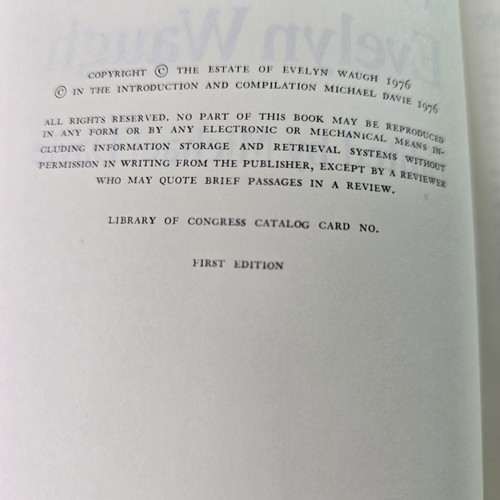 Evelyn Waugh
COPYRIGHT © THE ESTATE OF EVELYN WAUGH 1976
© IN THE INTRODUCTION AND COMPILATION MICHAEL DAVIE 1976
ALL RIGHTS RESERVED. NO PART OF THIS BOOK MAY BE REPRODUCED
IN ANY FORM OR BY ANY ELECTRONIC OR MECHANICAL MEANS IN-
CLUDING INFORMATION STORAGE AND RETRIEVAL SYSTEMS WITHOUT
PERMISSION IN WRITING FROM THE PUBLISHER, EXCEPT BY A REVIEWER
WHO MAY QUOTE BRIEF PASSAGES IN A REVIEW.
LIBRARY OF CONGRESS CATALOG CARD NO.
FIRST EDITION